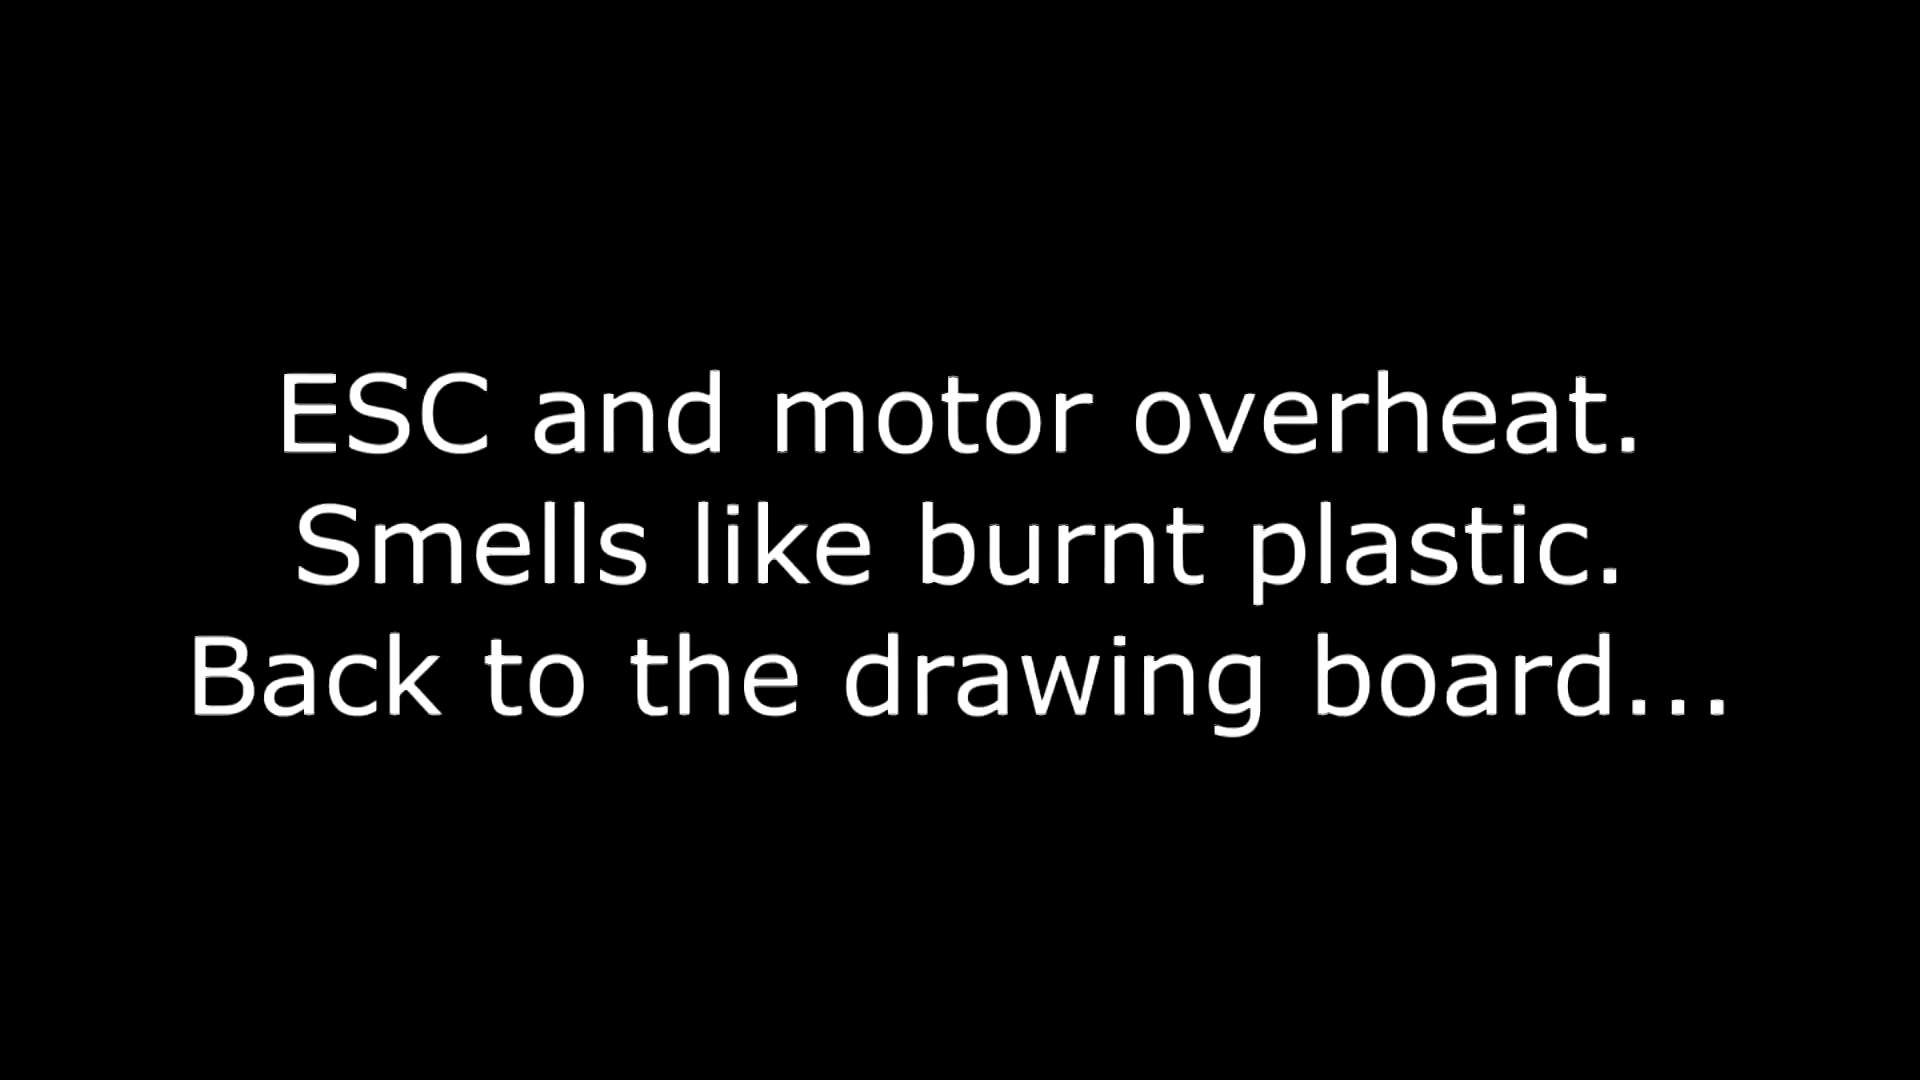 ESC and motor overheat.
Smells like burnt plastic.
Back to the drawing board...